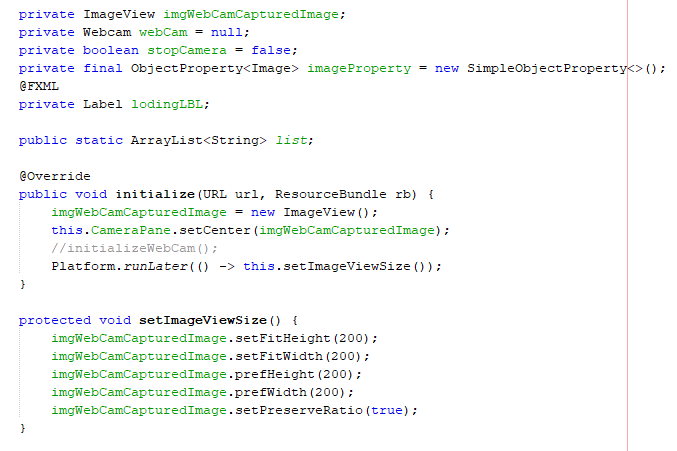 private ImageView imgWebCamCapturedImage;
private Webcam webCam = null;
private boolean stopCamera = false;
private final ObjectProperty<Image> imageProperty = new SimpleObjectProperty<>();
@FXML
private Label lodingLBL;
public static ArrayList<String> list;
@Override
public void initialize(URL url, ResourceBundle rb) {
imgWebCamCapturedImage = new ImageView();
this.CameraPane.setCenter(imgWebCamCapturedImage);
//initializeWebCam();
Platform.runLater(() -> this.setImageViewSize());
}
protected void setImageViewSize() {
imgWebCamCapturedImage.setFitHeight(200);
imgWebCamCapturedImage.setFitWidth(200);
imgWebCamCapturedImage.prefHeight(200);
imgWebCamCapturedImage.prefWidth(200);
imgWebCamCapturedImage.setPreserveRatio(true);
}